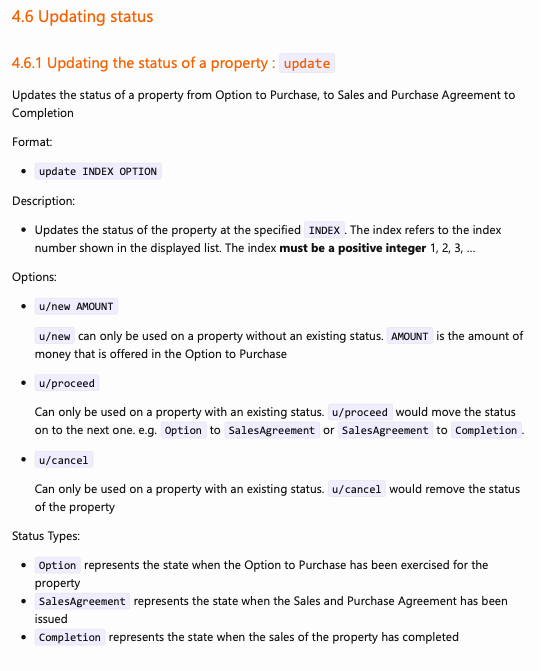 4.6 Updating status
4.6.1 Updating the status of a property : update
Updates the status of a property from Option to Purchase, to Sales and Purchase Agreement to
Completion
Format:
• update INDEX OPTION
Description:
• Updates the status of the property at the specified INDEX . The index refers to the index
number shown in the displayed list. The index must be a positive integer 1, 2, 3, …
Options:
• u/new AMOUNT
u/new can only be used on a property without an existing status. AMOUNT is the amount of
money that is offered in the Option to Purchase
• u/proceed
Can only be used on a property with an existing status. u/proceed would move the status
on to the next one. e.g. Option to SalesAgreement or SalesAgreement to Completion .
• u/cancel
Can only be used on a property with an existing status. u/cancel would remove the status
of the property
Status Types:
• Option represents the state when the Option to Purchase has been exercised for the
property
• SalesAgreement represents the state when the Sales and Purchase Agreement has been
issued
• Completion represents the state when the sales of the property has completed